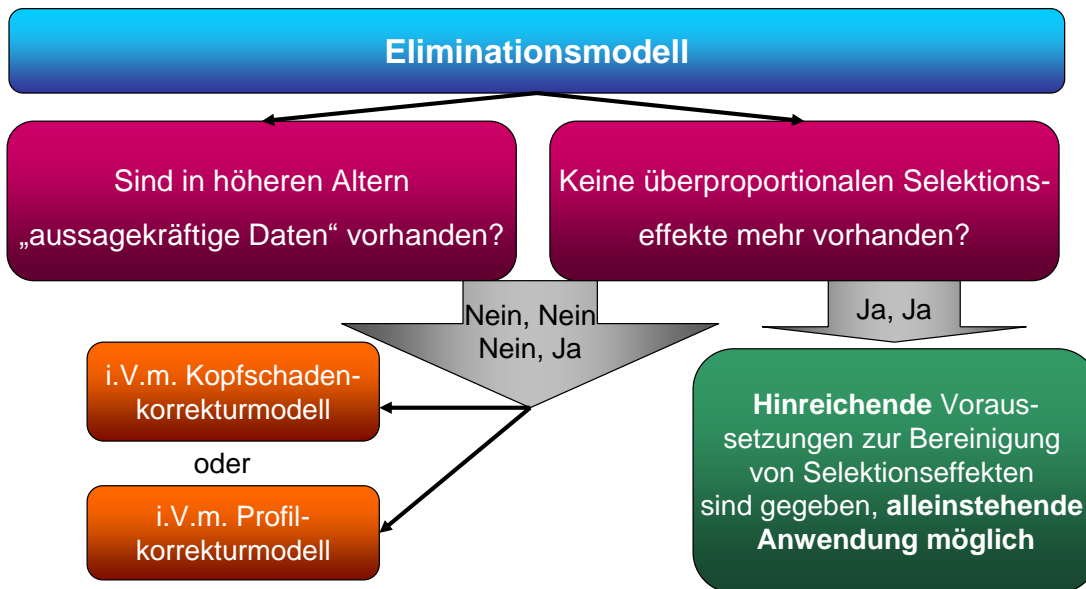 Eliminationsmodell
Sind in höheren Altern
„aussagekräftige Daten“ vorhanden?
Keine überproportionalen Selektions-
effekte mehr vorhanden?
Nein, Nein
Nein, Ja
Ja, Ja
i.V.m. Kopfschaden-
korrekturmodell
oder
i.V.m. Profil-
korrekturmodell
Hinreichende Voraus-
setzungen zur Bereinigung
von Selektionseffekten
sind gegeben, alleinstehende
Anwendung möglich